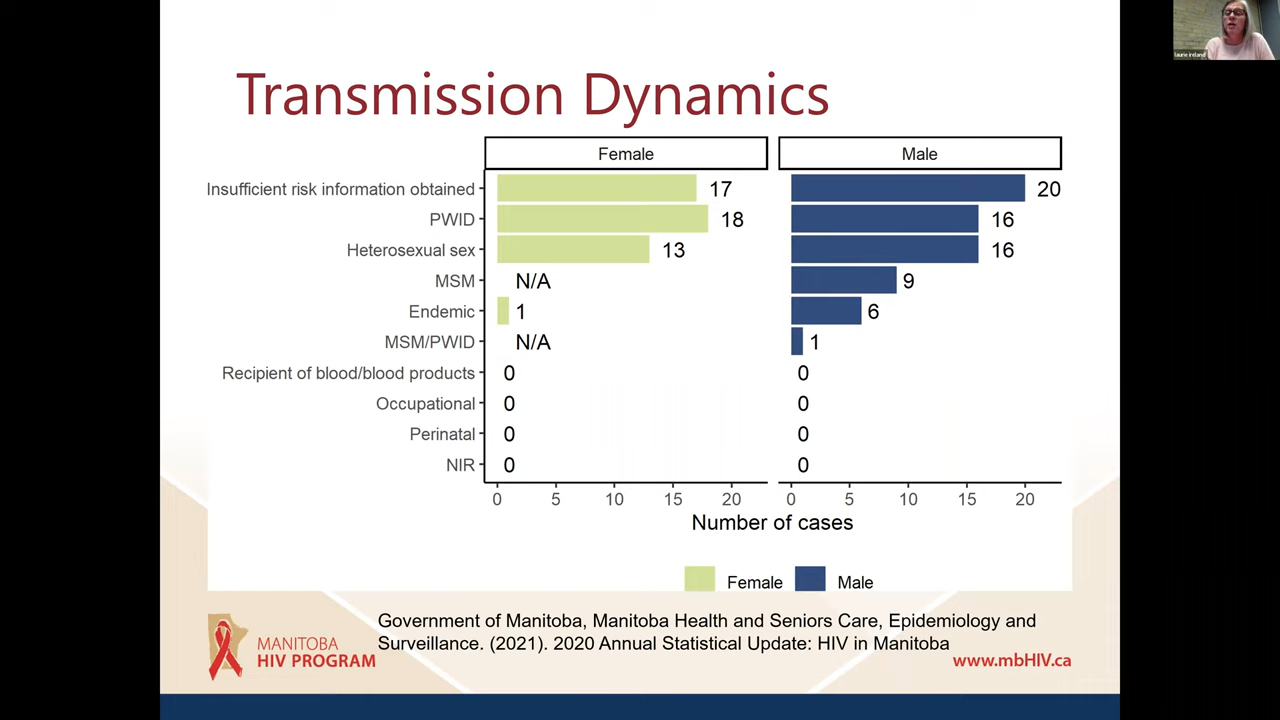 laurie ireland
Transmission Dynamics
Female
Male
Insufficient risk information obtained
17
20
PWID
18
16
Heterosexual sex
13
16
MSM
N/A
9
Endemic
1
6
MSM/PWID
N/A
1
Recipient of blood/blood products
0
0
Occupational
0
0
Perinatal
0
0
NIR
0
0
0 5 10 15 20
0 5 10 15 20
Number of cases
Female Male
Government of Manitoba, Manitoba Health and Seniors Care, Epidemiology and
Surveillance. (2021). 2020 Annual Statistical Update: HIV in Manitoba
MANITOBA
HIV PROGRAM
www.mbHIV.ca